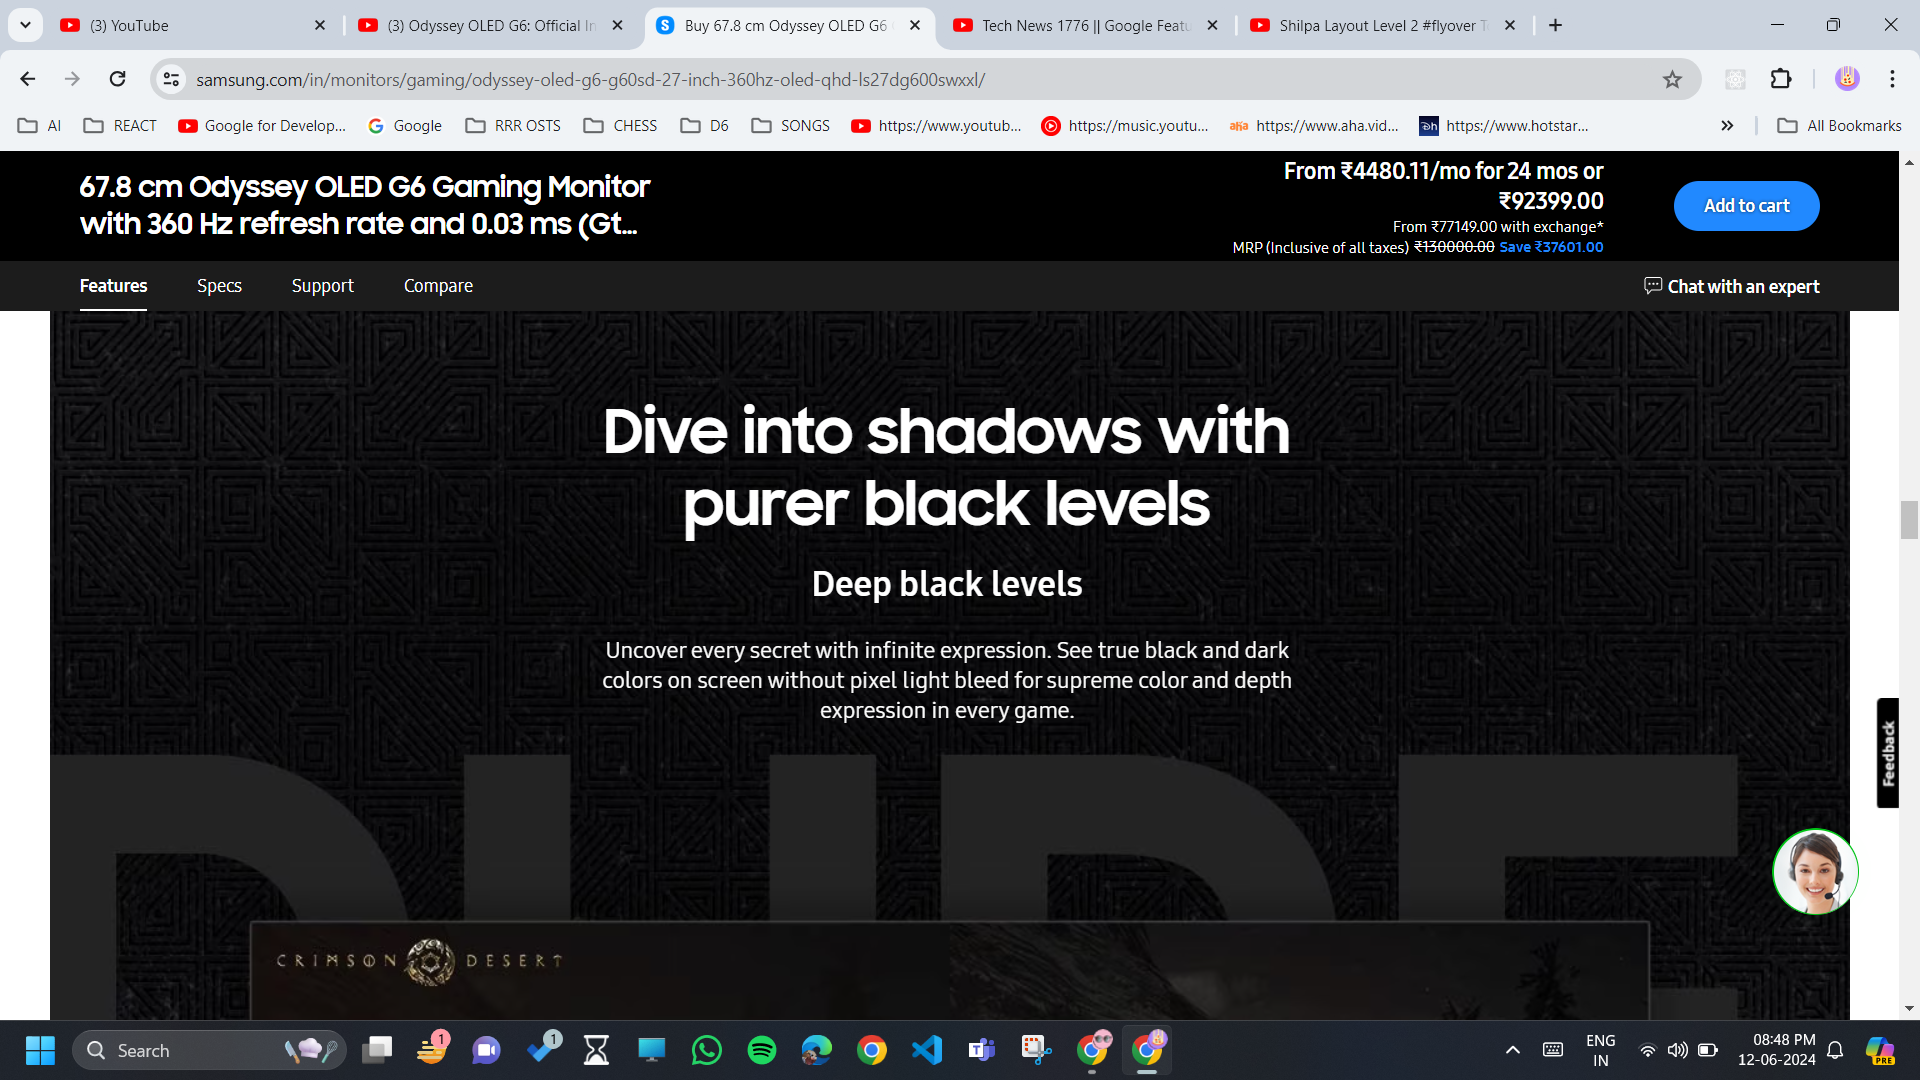 (3) YouTube
(3) Odyssey OLED G6: Official In
Buy 67.8 cm Odyssey OLED G6
Tech News 1776 || Google Featu
Shilpa Layout Level 2 #flyover T
samsung.com/in/monitors/gaming/odyssey-oled-g6-g60sd-27-inch-360hz-oled-qhd-ls27dg600swxxl/
AI
REACT
Google for Develop...
Google
RRR OSTS
CHESS
D6
SONGS
https://www.youtub...
https://music.youtu...
aha
https://www.aha.vid...
https://www.hotstar...
All Bookmarks
67.8 cm Odyssey OLED G6 Gaming Monitor
with 360 Hz refresh rate and 0.03 ms (Gt...
From ₹4480.11/mo for 24 mos or
₹92399.00
From ₹77149.00 with exchange*
MRP (Inclusive of all taxes) ₹130000.00 Save ₹37601.00
Add to cart
Features
Specs
Support
Compare
Chat with an expert
Dive into shadows with
purer black levels
Deep black levels
Uncover every secret with infinite expression. See true black and dark
colors on screen without pixel light bleed for supreme color and depth
expression in every game.
PURE
Feedback
CRIMSON DESERT
Search
1
1
ENG
IN
08:48 PM
12-06-2024
PRE